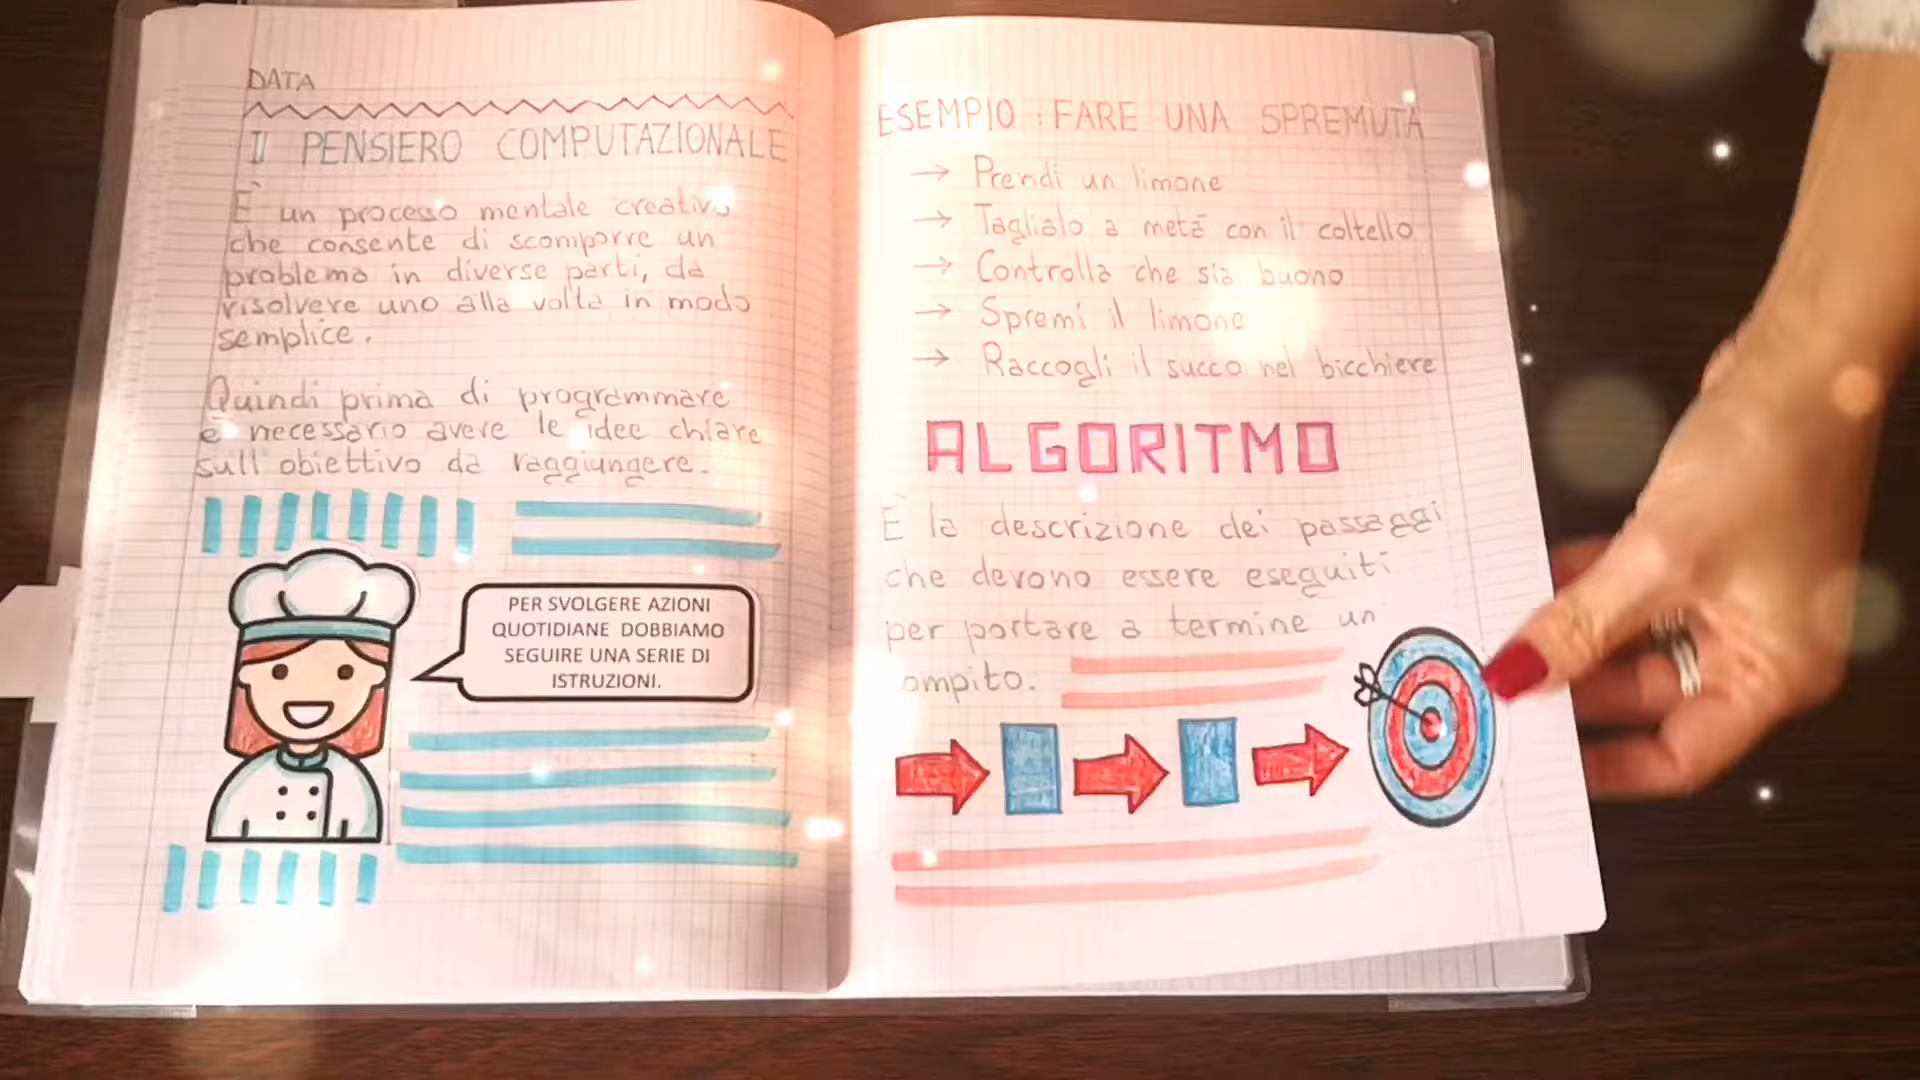 DATA
Il PENSIERO COMPUTAZIONALE
È un processo mentale creativo
che consente di scomporre un
problema in diverse parti, da
risolvere uno alla volta in modo
semplice.
Quindi prima di programmare
è necessario avere le idee chiare
sull'obiettivo da raggiungere.
PER SVOLGERE AZIONI
QUOTIDIANE DOBBIAMO
SEGUIRE UNA SERIE DI
ISTRUZIONI.
ESEMPIO : FARE UNA SPREMUTA
→ Prendi un limone
→ Taglialo a metà con il coltello
→ Controlla che sia buono
→ Spremi il limone
→ Raccogli il succo nel bicchiere
ALGORITMO
È la descrizione dei passaggi
che devono essere eseguiti
per portare a termine un
ompito.